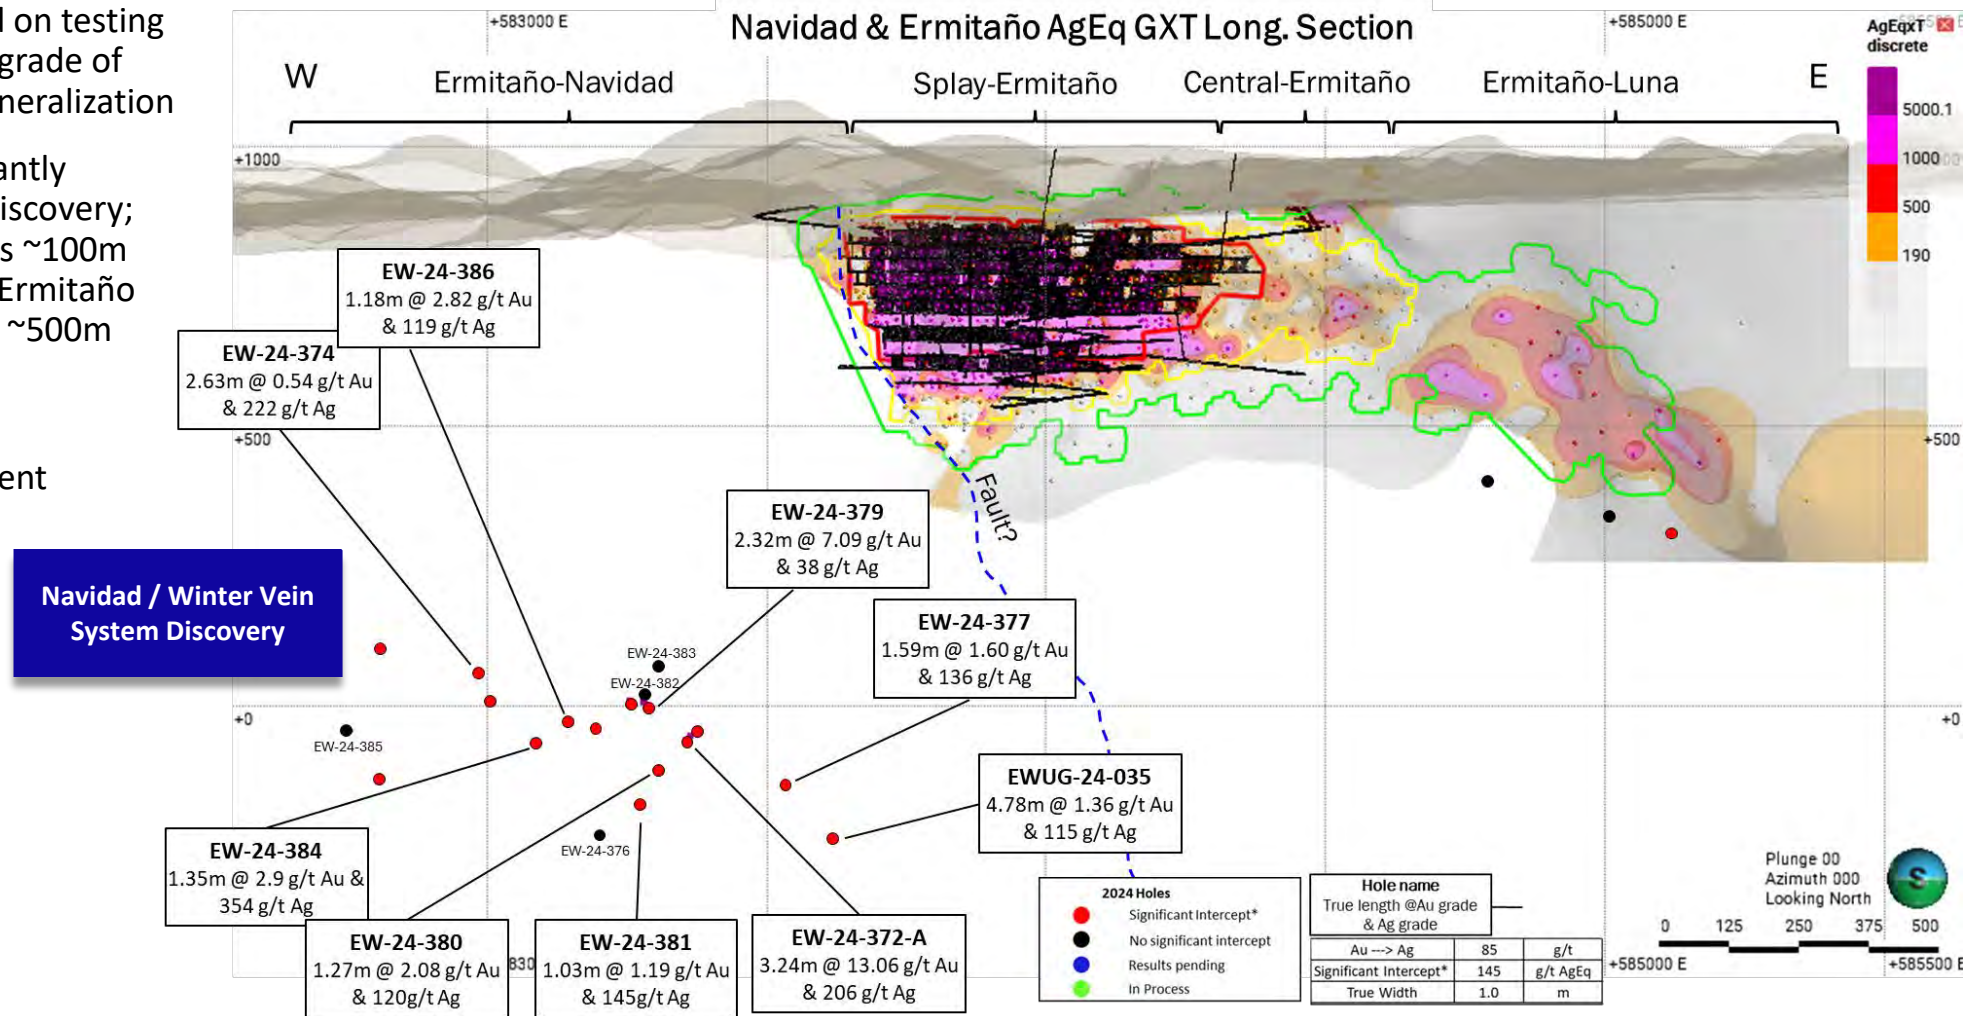 on testing
grade of
neralization
antly
iscovery;
s ~100m
Ermitaño
~500m
ent
Navidad / Winter Vein
System Discovery
Navidad & Ermitaño AgEq GXT Long. Section
+583000 E
+585000 E
W
Ermitaño-Navidad
Splay-Ermitaño
Central-Ermitaño
Ermitaño-Luna
E
AgEqxT
discrete
5000.1
1000
500
190
+1000
+500
+500
+0
+0
EW-24-386
1.18m @ 2.82 g/t Au
& 119 g/t Ag
EW-24-374
2.63m @ 0.54 g/t Au
& 222 g/t Ag
Fault?
EW-24-379
2.32m @ 7.09 g/t Au
& 38 g/t Ag
EW-24-377
1.59m @ 1.60 g/t Au
& 136 g/t Ag
EW-24-383
EW-24-382
EW-24-385
EW-24-376
EWUG-24-035
4.78m @ 1.36 g/t Au
& 115 g/t Ag
EW-24-384
1.35m @ 2.9 g/t Au &
354 g/t Ag
EW-24-380
1.27m @ 2.08 g/t Au
& 120g/t Ag
EW-24-381
1.03m @ 1.19 g/t Au
& 145g/t Ag
EW-24-372-A
3.24m @ 13.06 g/t Au
& 206 g/t Ag
830
2024 Holes
Significant Intercept*
No significant intercept
Results pending
In Process
Hole name
True length @Au grade
& Ag grade
Au ---> Ag 85 g/t
Significant Intercept* 145 g/t AgEq
True Width 1.0 m
Plunge 00
Azimuth 000
Looking North
S
0 125 250 375 500
+585000 E
+585500 E